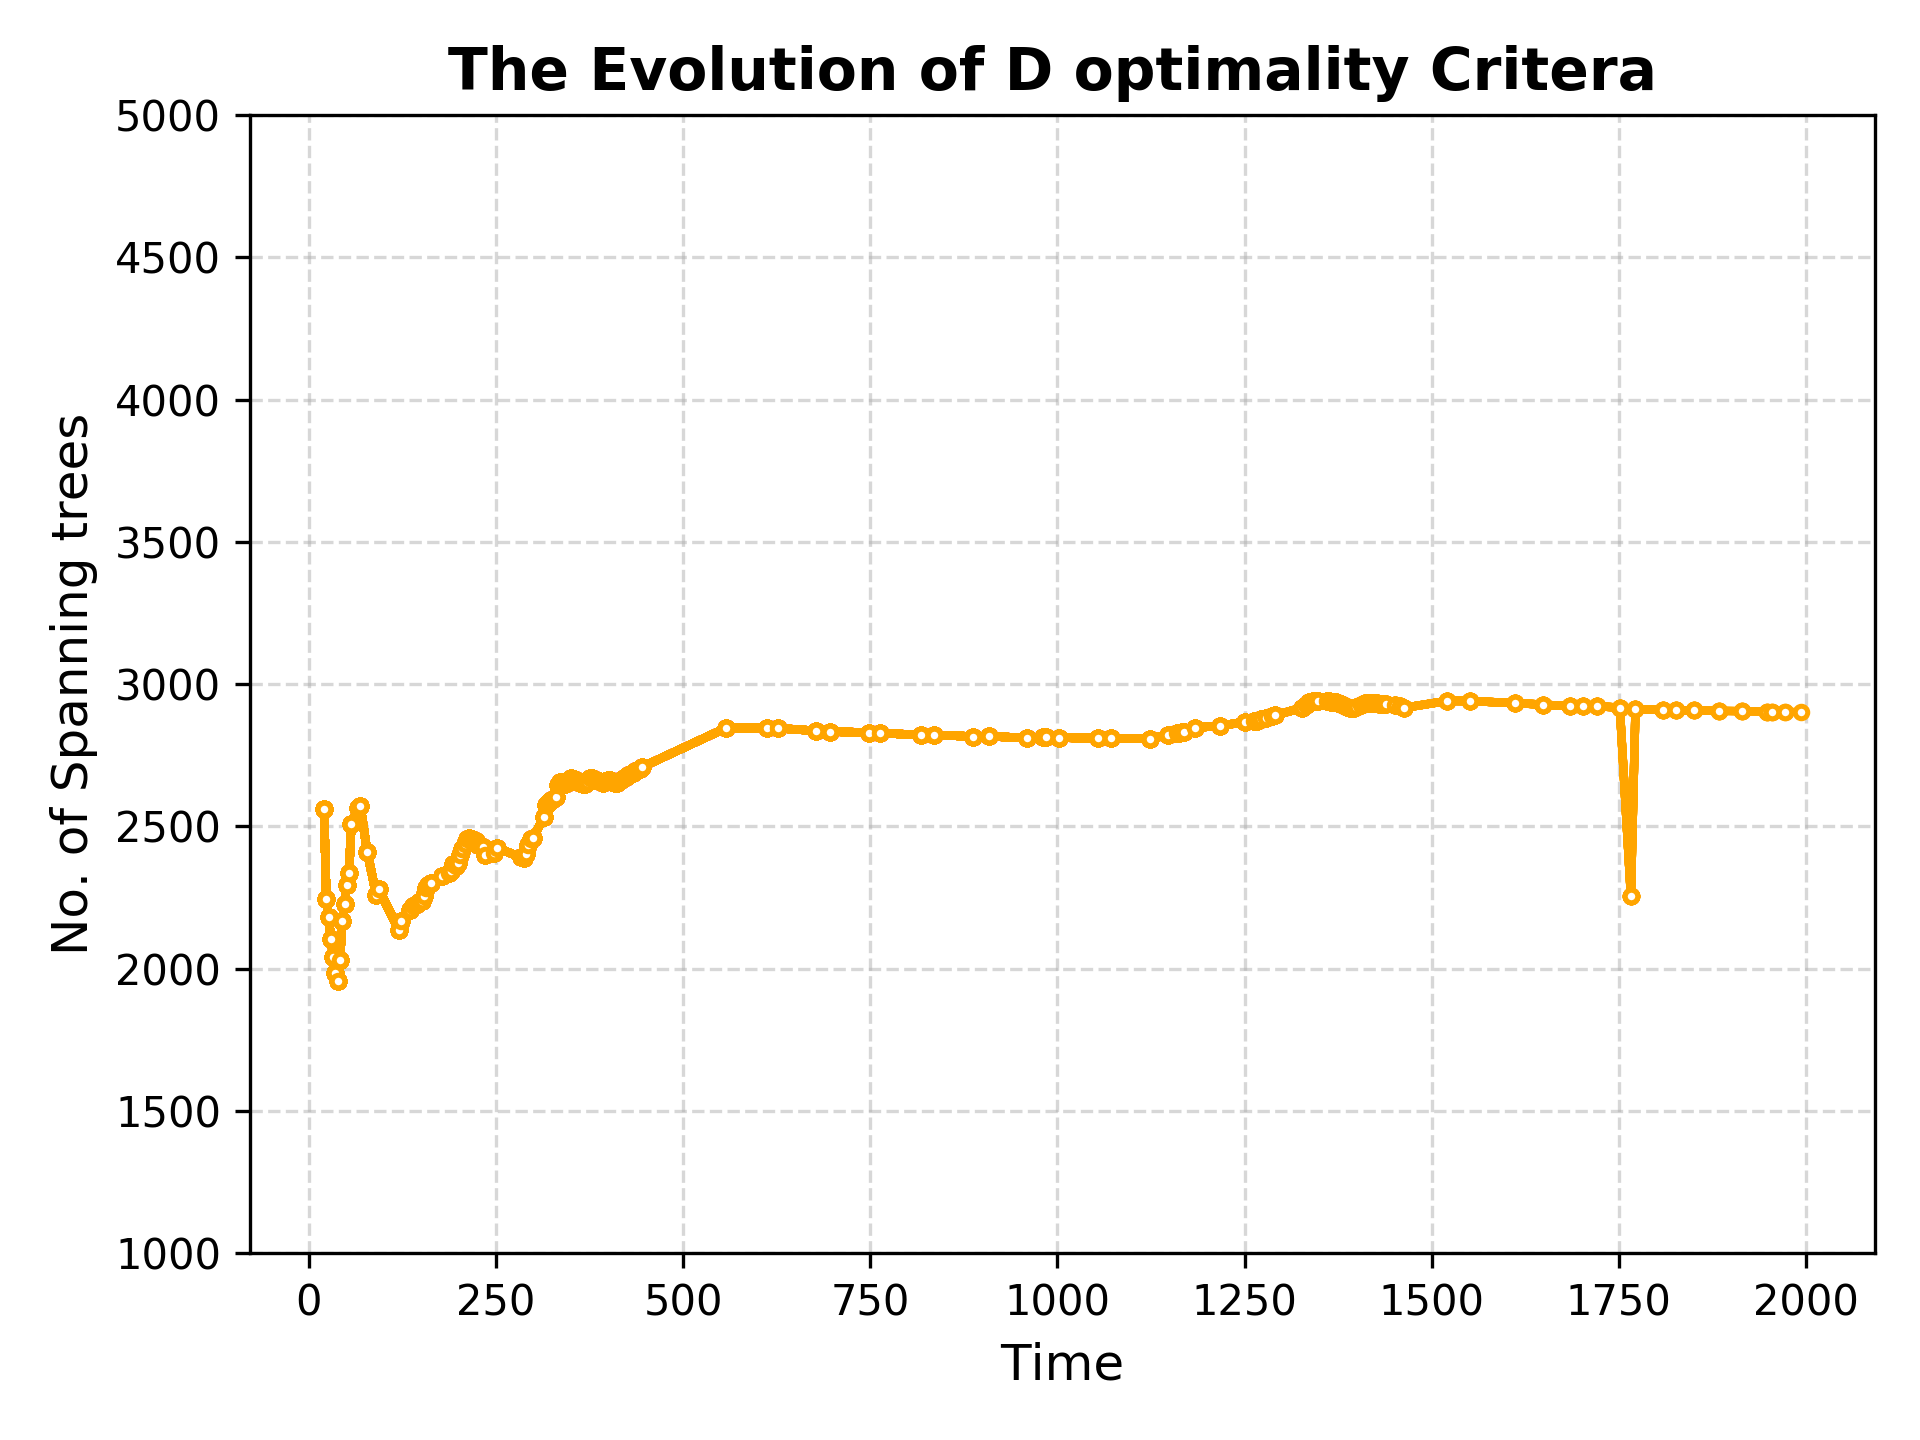 The Evolution of D optimality Critera
5000
4500
4000
3500
3000
2500
2000
1500
1000
No. of Spanning trees
0 250 500 750 1000 1250 1500 1750 2000
Time